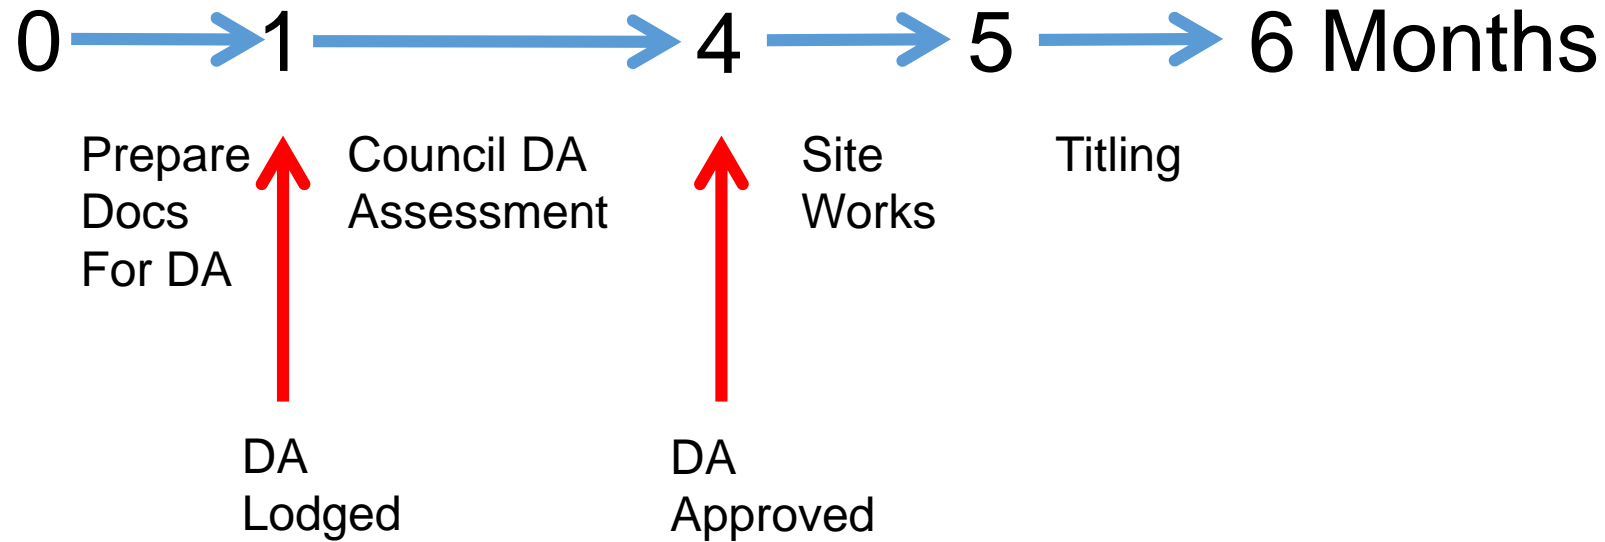 0 1 4 5 6 Months
Prepare
Docs
For DA
Council DA
Assessment
Site
Works
Titling
DA
Lodged
DA
Approved